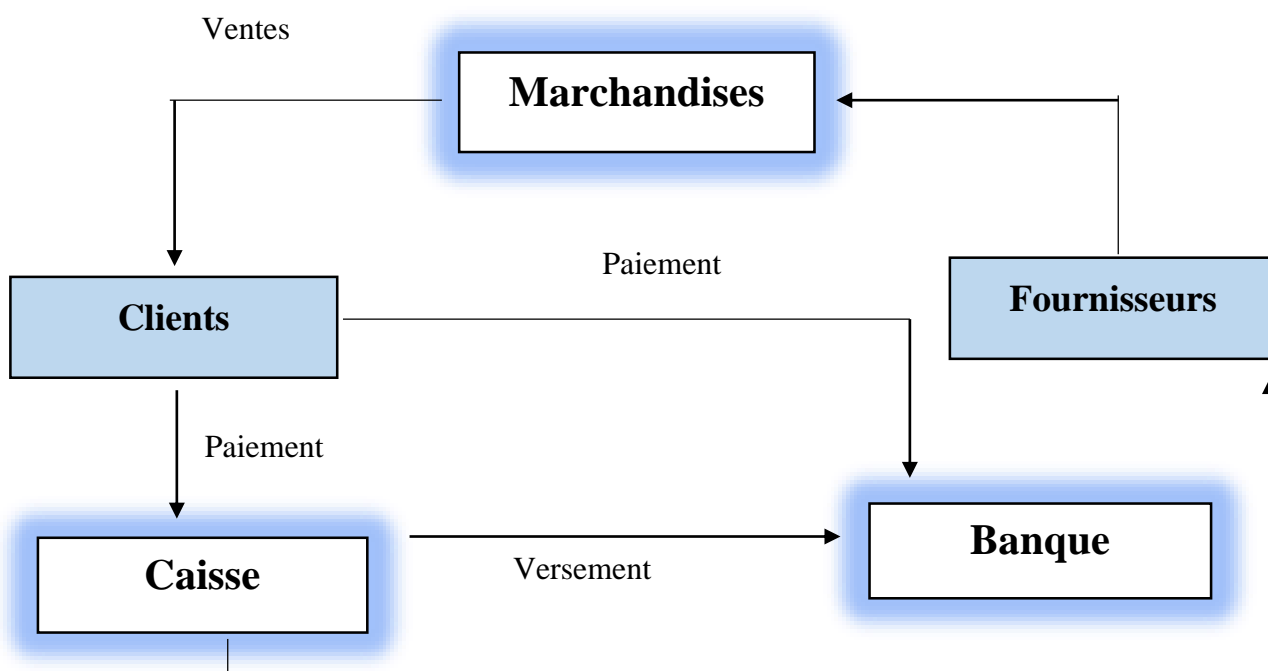 Ventes
Marchandises
Paiement
Clients
Fournisseurs
Paiement
Caisse
Versement
Banque